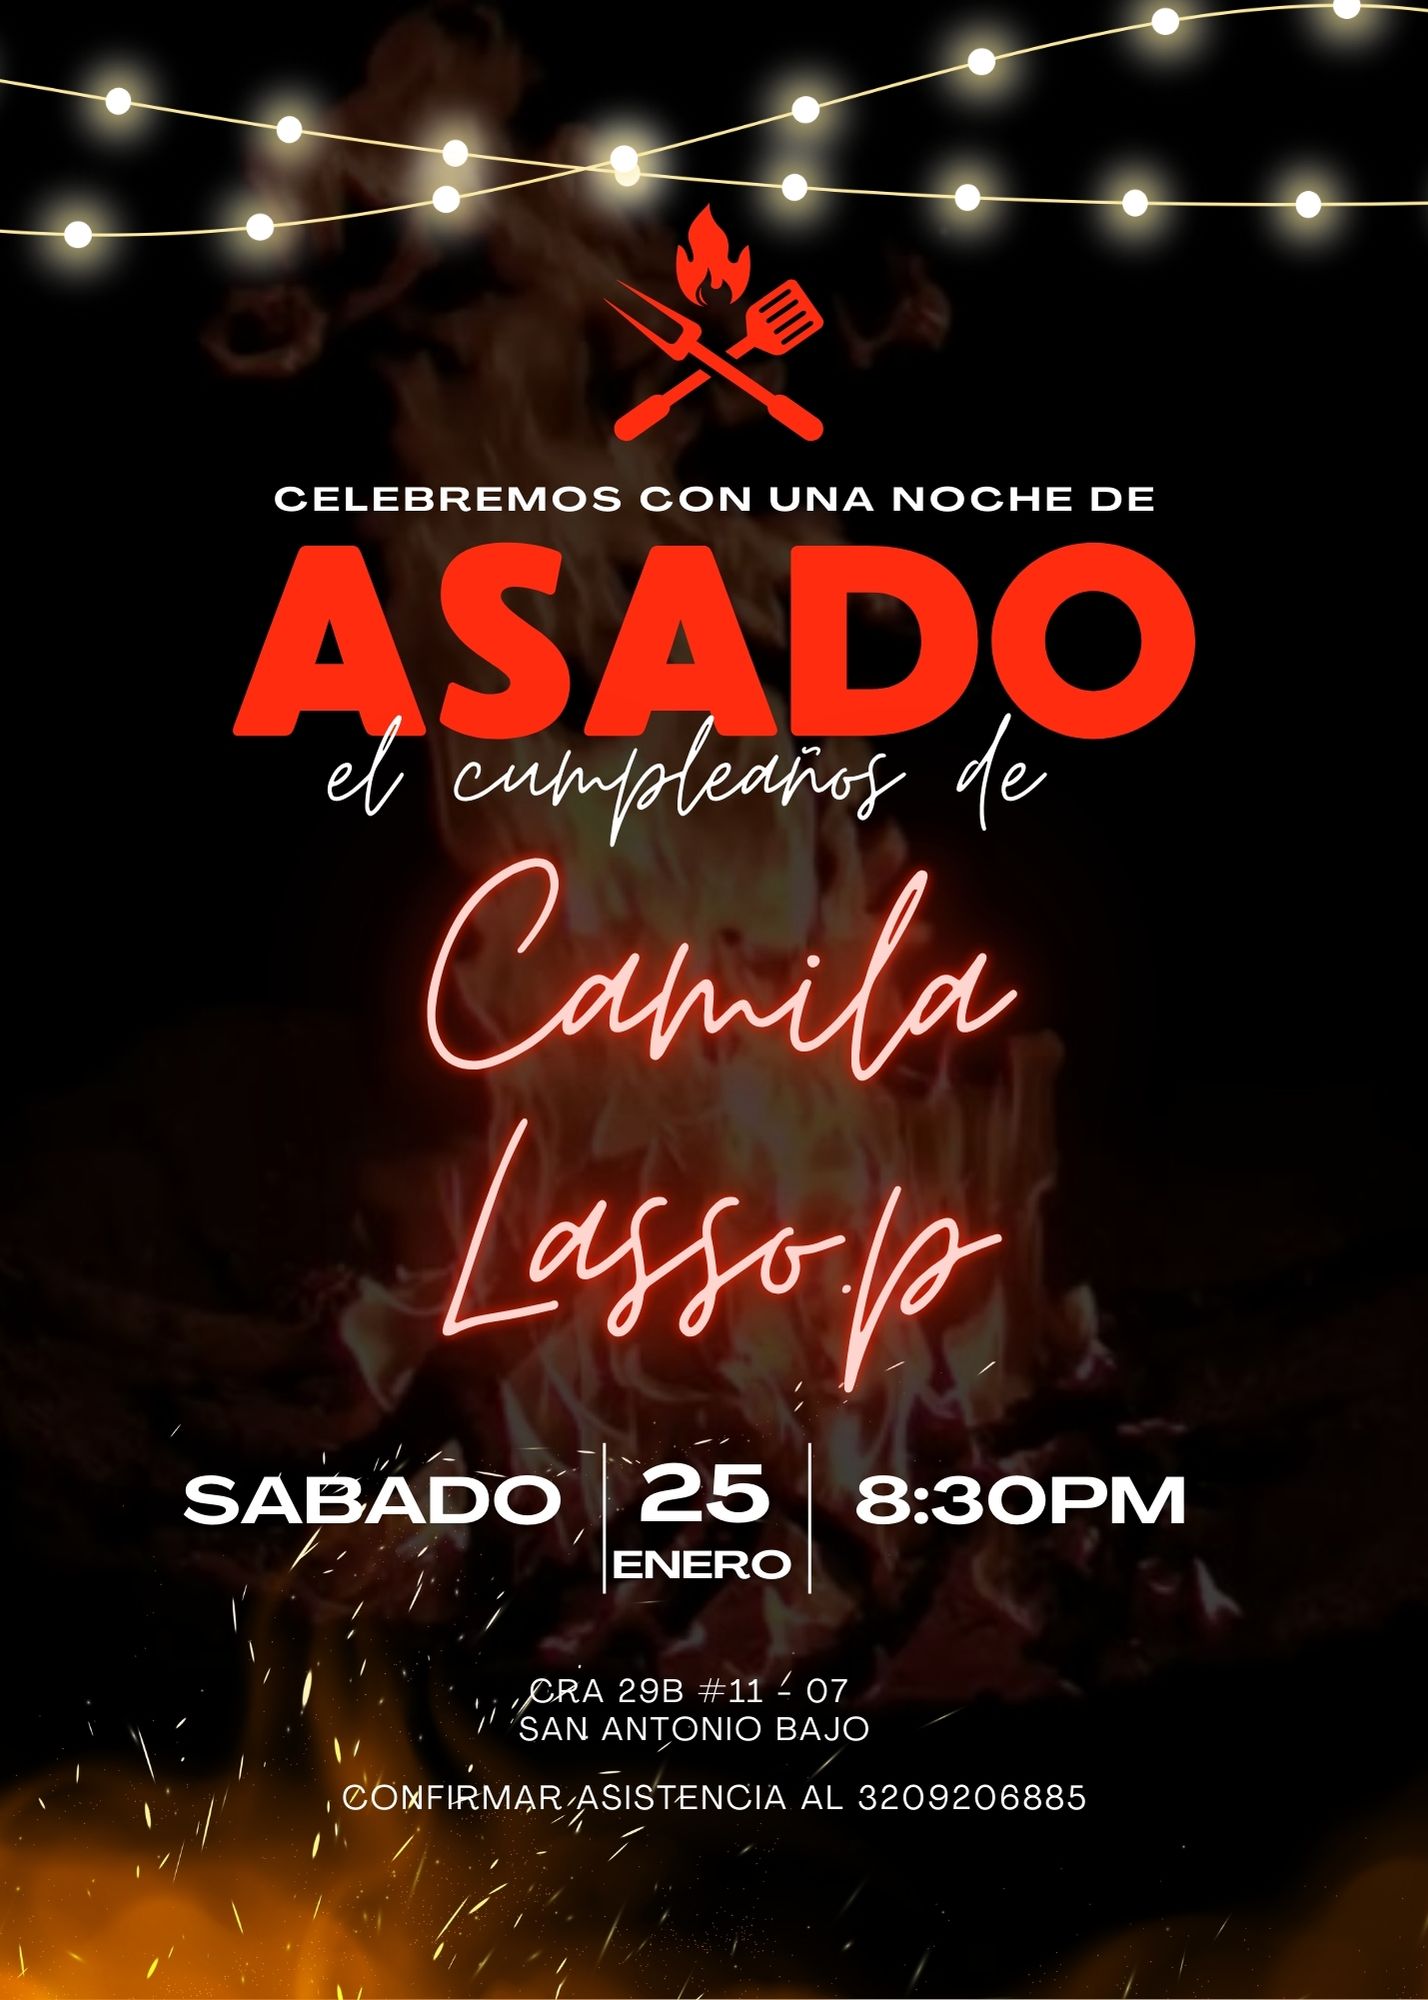 CELEBREMOS CON UNA NOCHE DE
ASADO
el cumpleaños de
Camila
Lasso.p
SABADO 25 8:30PM
ENERO
CRA 29B #11 - 07
SAN ANTONIO BAJO
CONFIRMAR ASISTENCIA AL 3209206885